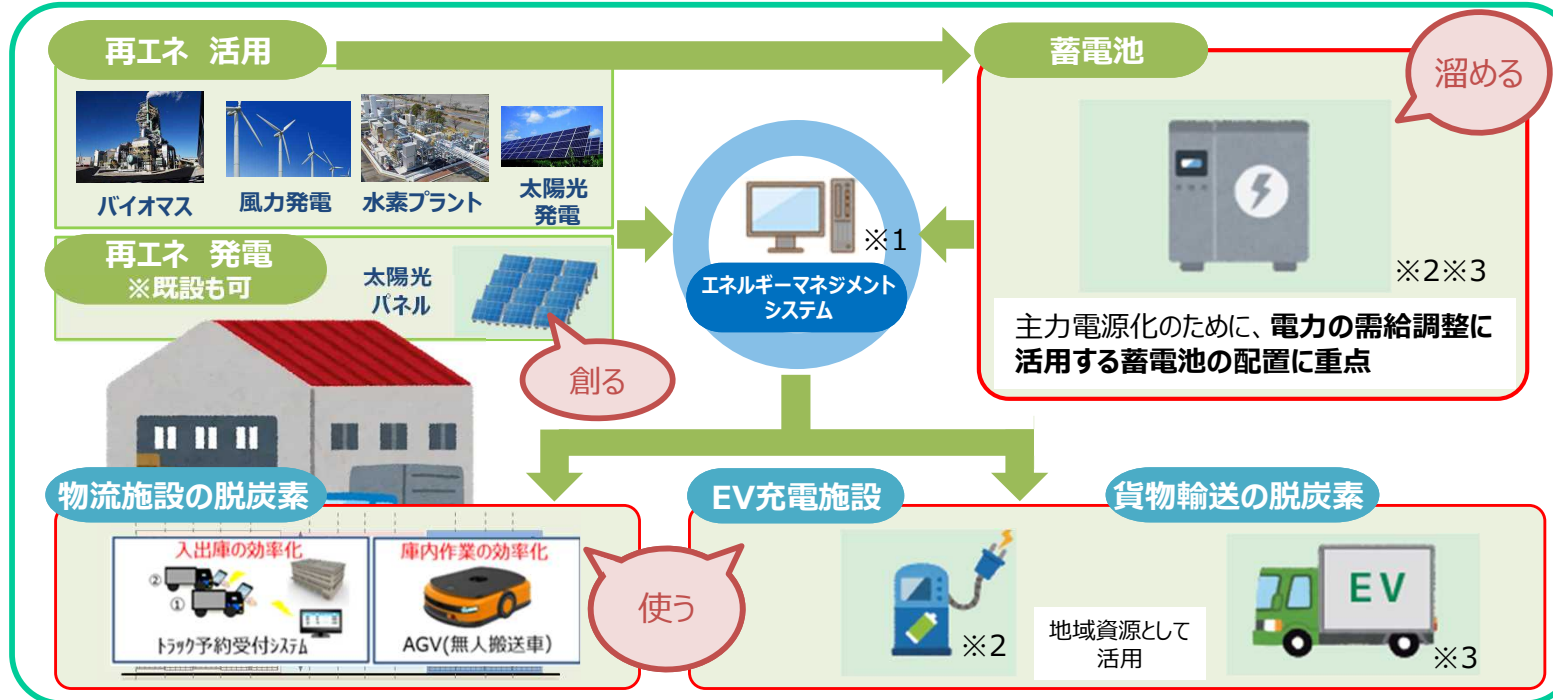 再エネ 活用
バイオマス
風力発電
水素プラント
太陽光
発電
再エネ 発電
※既設も可
太陽光
パネル
創る
※1
エネルギーマネジメント
システム
蓄電池
溜める
※2※3
主力電源化のために、電力の需給調整に
活用する蓄電池の配置に重点
物流施設の脱炭素
入出庫の効率化
②
①
トラック予約受付システム
庫内作業の効率化
AGV(無人搬送車)
使う
EV充電施設
※2
地域資源として
活用
貨物輸送の脱炭素
EV
※3